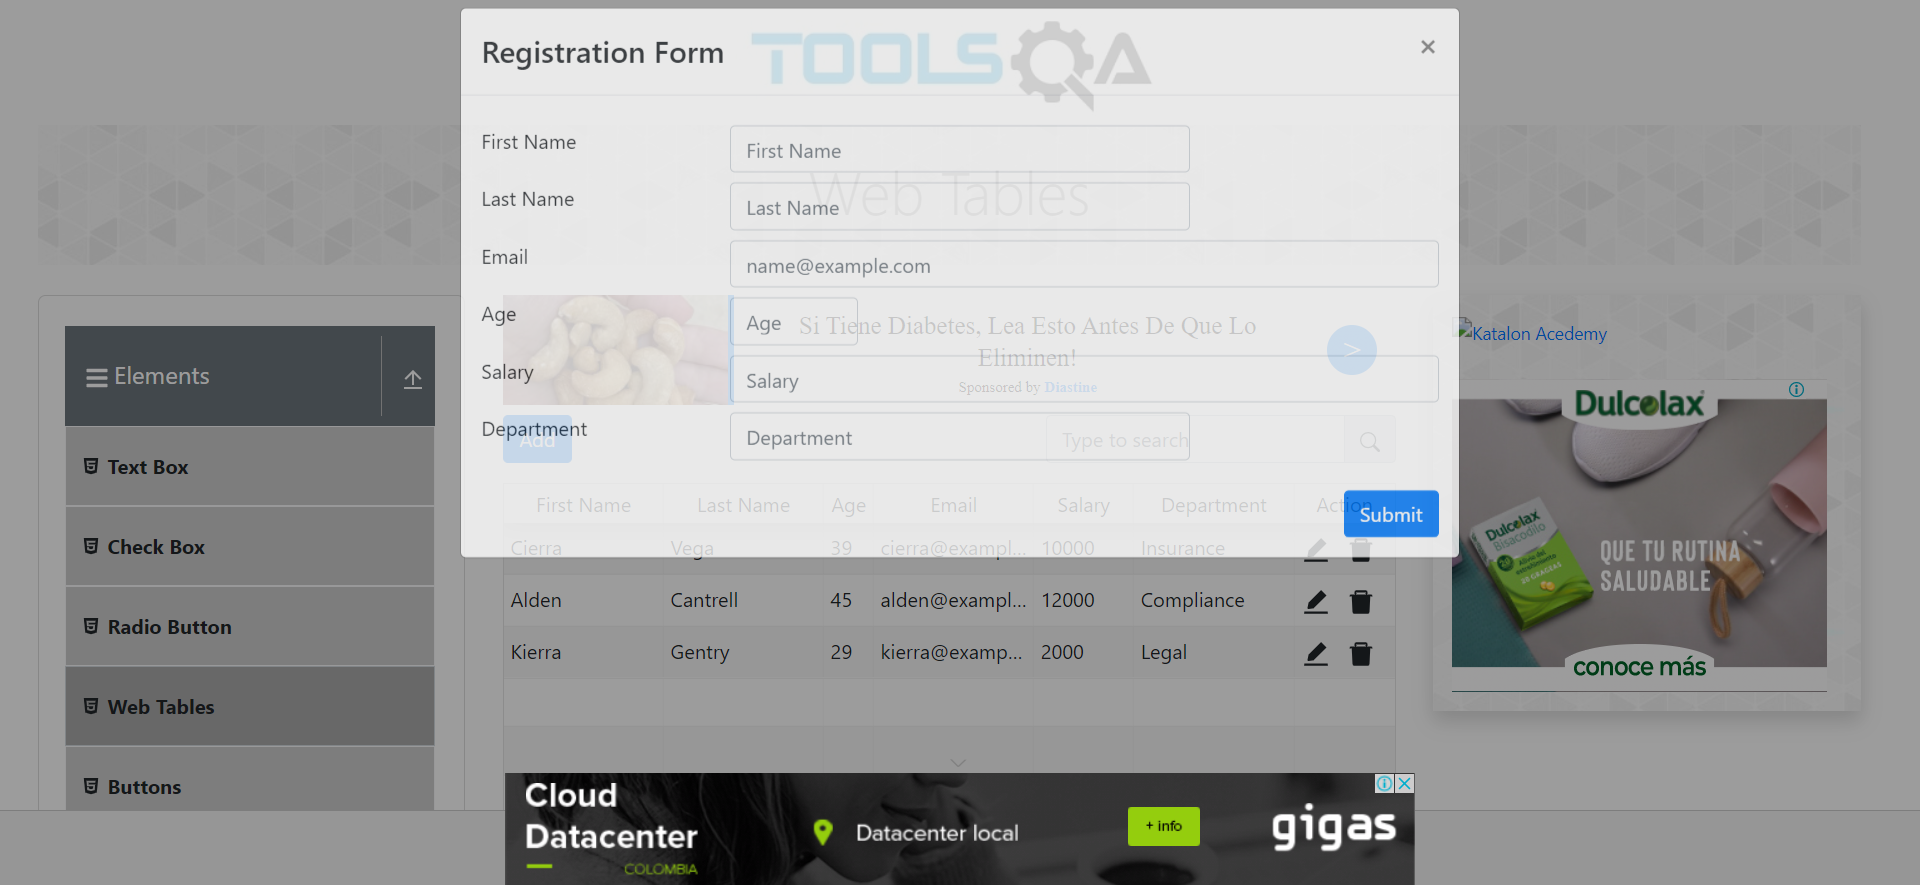 Registration Form
TOOLSQA
×
First Name
First Name
Last Name
Last Name
Web Tables
Email
name@example.com
Age
Age
Si Tiene Diabetes, Lea Esto Antes De Que Lo
Eliminen!
>
Salary
Salary
Sponsored by Diastine
Department
Department
Add
Type to search
First Name Last Name Age Email Salary Department Action
Submit
Cierra Vega 39 cierra@exampl... 10000 Insurance
Alden Cantrell 45 alden@exampl... 12000 Compliance
Kierra Gentry 29 kierra@examp... 2000 Legal
Elements
Text Box
Check Box
Radio Button
Web Tables
Buttons
Katalon Acedemy
Dulcolax
Dulcolax
Bisacodilo
20 GRAGEAS
QUE TU RUTINA
SALUDABLE
conoce más
Cloud
Datacenter
COLOMBIA
Datacenter local
+ info
gigas